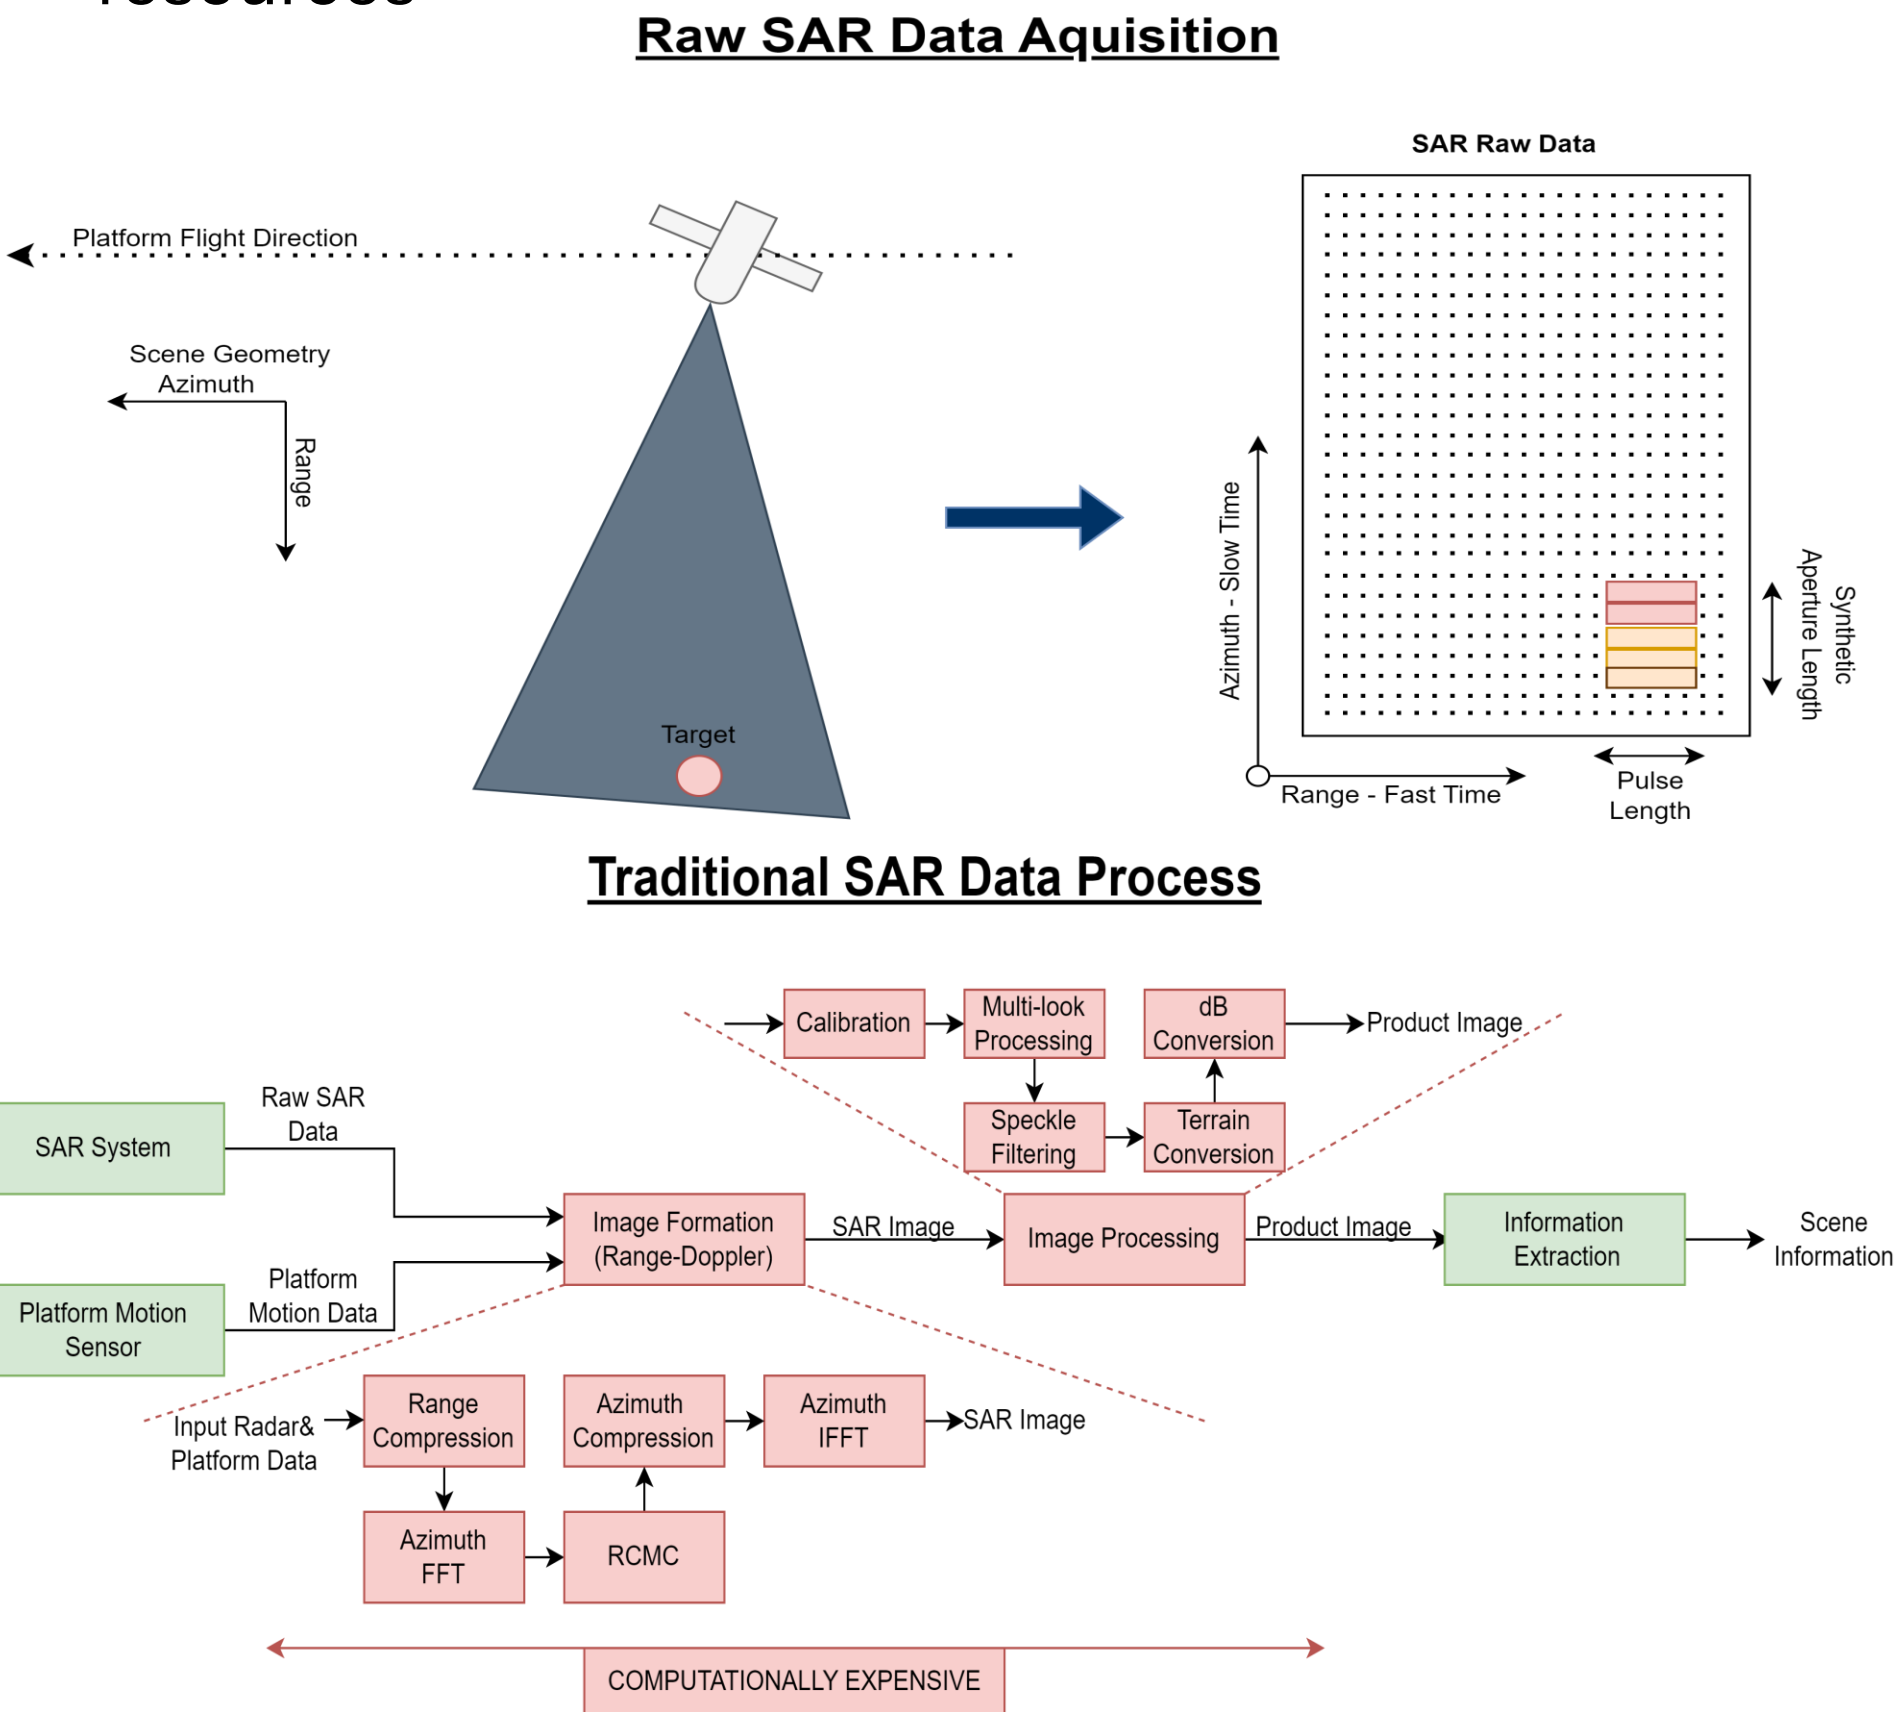 resources
Raw SAR Data Aquisition
SAR Raw Data
Platform Flight Direction
Scene Geometry
Azimuth
Range
Target
Azimuth - Slow Time
Range - Fast Time
Synthetic
Aperture Length
Pulse
Length
Traditional SAR Data Process
Calibration
Multi-look
Processing
Speckle
Filtering
Terrain
Conversion
dB
Conversion
Product Image
SAR System
Raw SAR
Data
Platform Motion
Sensor
Platform
Motion Data
Image Formation
(Range-Doppler)
SAR Image
Image Processing
Product Image
Information
Extraction
Scene
Information
Input Radar&
Platform Data
Range
Compression
Azimuth
FFT
RCMC
Azimuth
Compression
Azimuth
IFFT
SAR Image
COMPUTATIONALLY EXPENSIVE